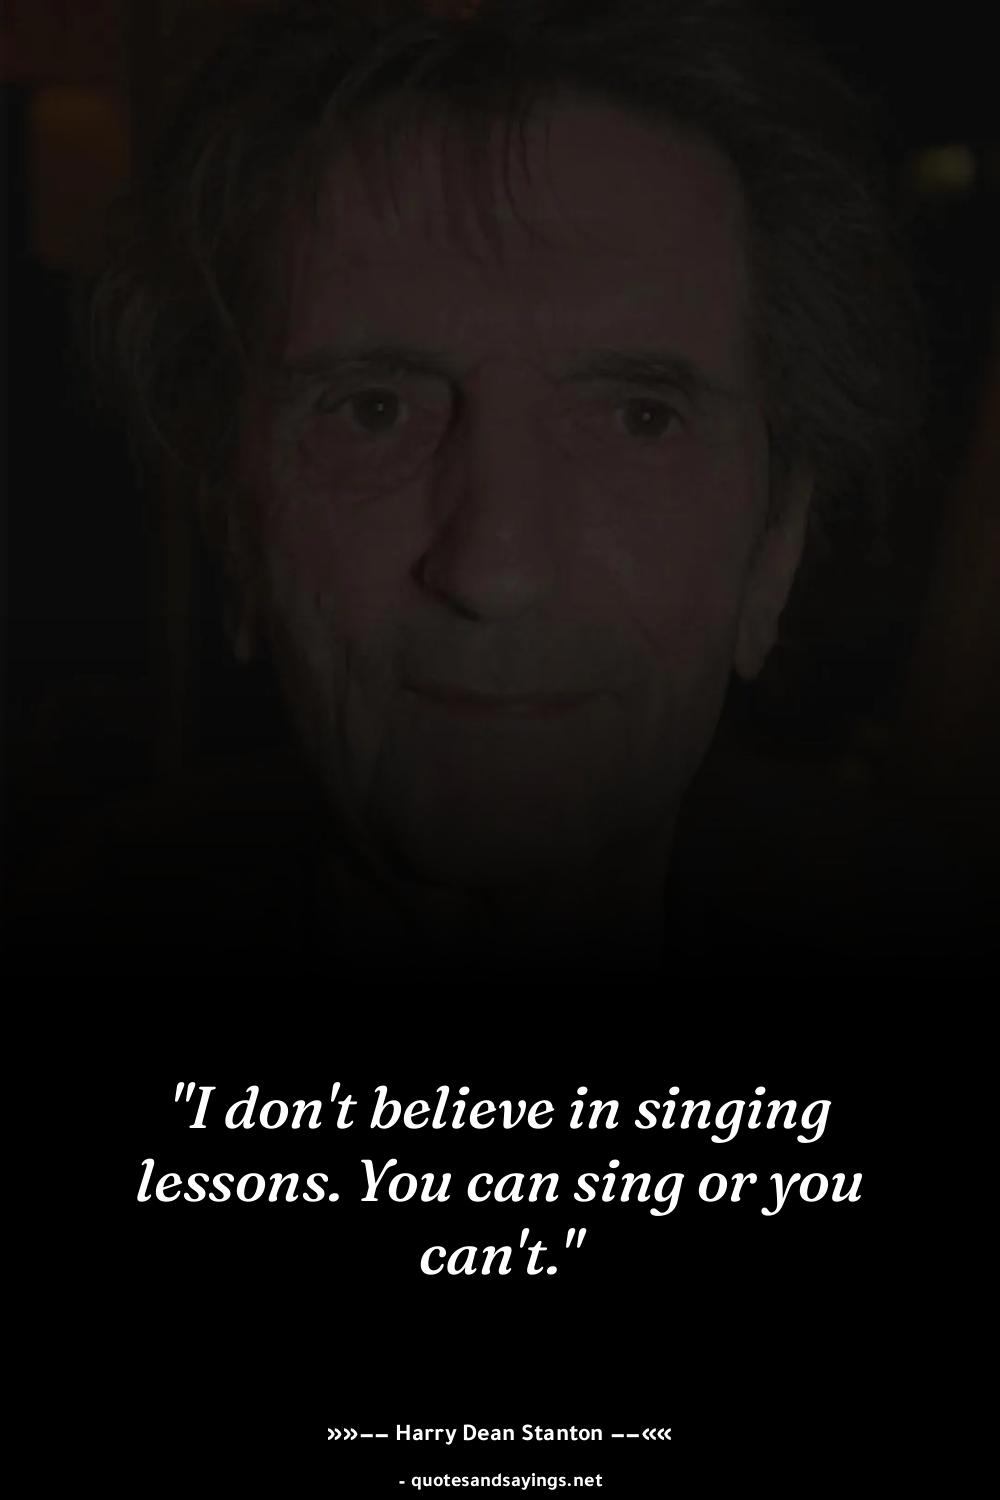 "I don't believe in singing
lessons. You can sing or you
can't."
»»–– Harry Dean Stanton ––««
- quotesandsayings.net